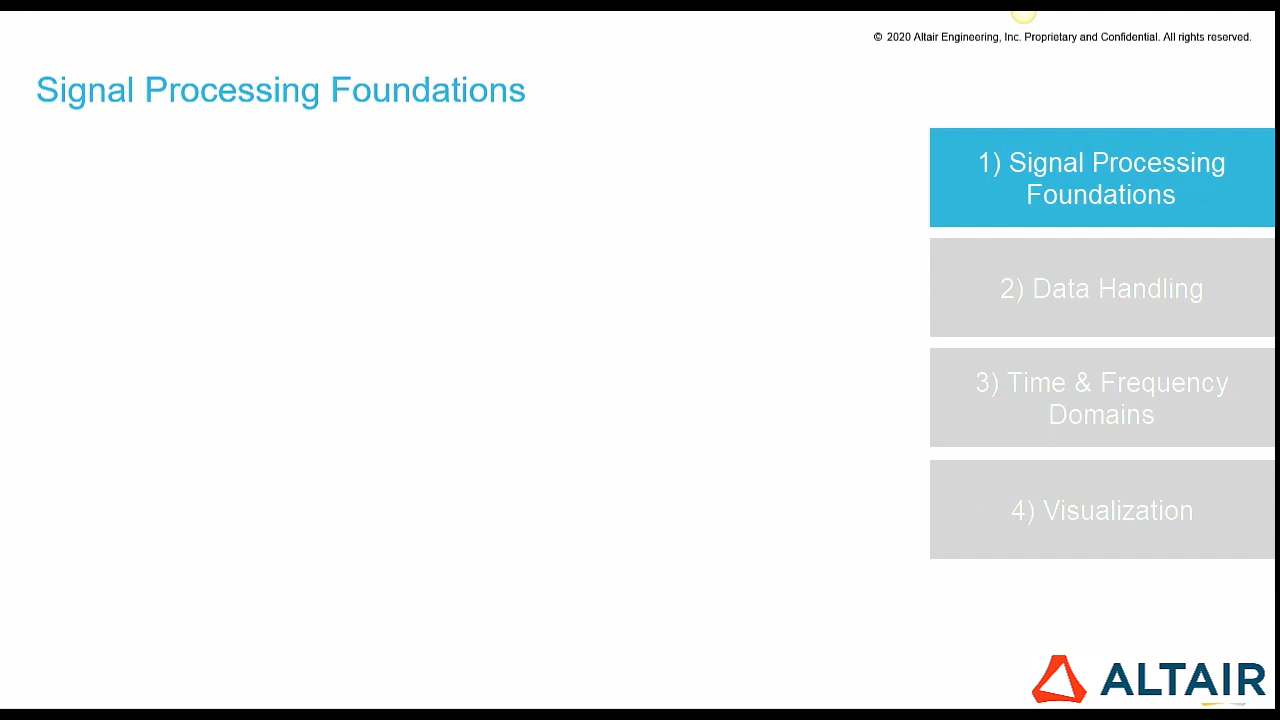 © 2020 Altair Engineering, Inc. Proprietary and Confidential. All rights reserved.
Signal Processing Foundations
1) Signal Processing
Foundations
2) Data Handling
3) Time & Frequency
Domains
4) Visualization
ALTAIR